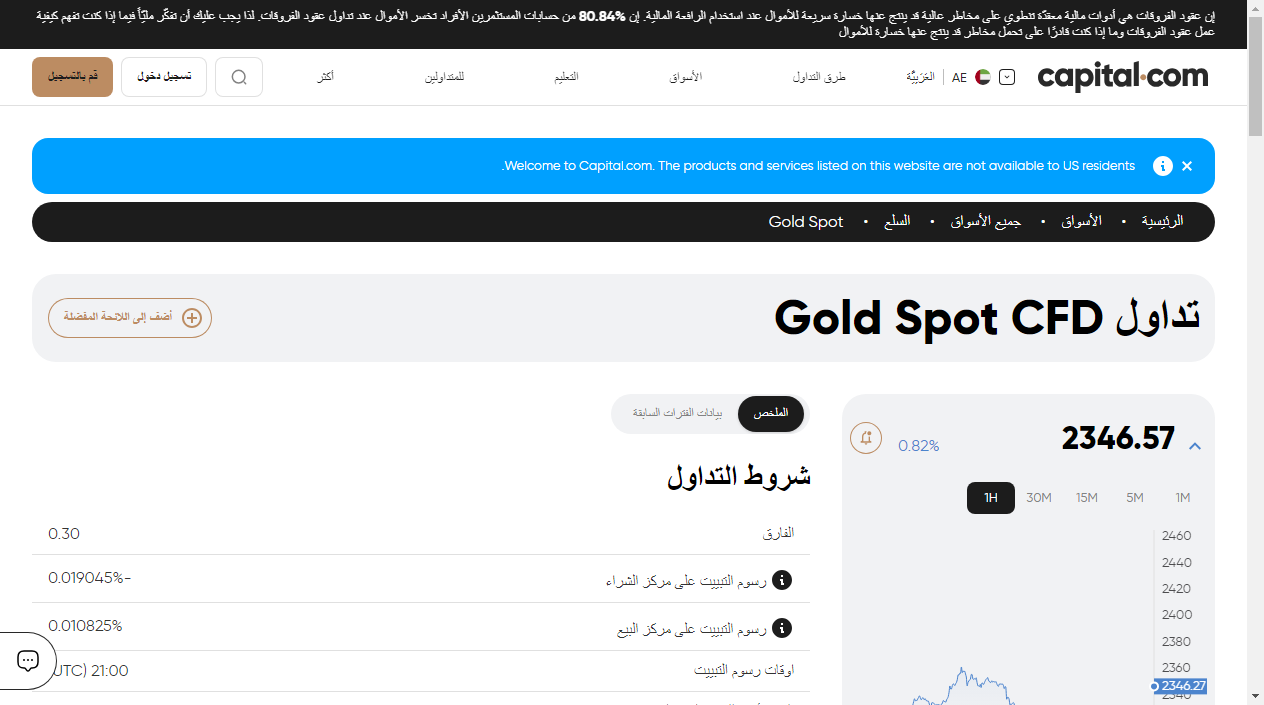 إن عقود الفروقات هي أدوات مالية معقدّة تنتطوي على مخاطر عالية قد ينتج عنها خسارة سريعة للأموال عند استخدام الرافعة المالية. إن 80.84% من حسابات المستثمرين الأفراد تخسر الأموال عند تداول عقود الفروقات. لذا يجب عليك أن تفكّر مليّاً فيما إذا كنت تفهم كيفية
عمل عقود الفروقات وما إذا كنت قادرًا على تحمل مخاطر قد ينتج عنها خسارة للأموال
capital.com
AE العَرَبِيَّة
طرق التداول
الأسواق
التعليم
للمتداولين
أكثر
تسجيل دخول
قم بالتسجيل
Welcome to Capital.com. The products and services listed on this website are not available to US residents.
الرئيسية • الأسواق • جميع الأسواق • السلع • Gold Spot
تداول Gold Spot CFD
أضف إلى اللائحة المفضلة
2346.57
0.82%
1H 30M 15M 5M 1M
2460
2440
2420
2400
2380
2360
2346.27
2340
الملخص
بيانات الفترات السابقة
شروط التداول
الفارق 0.30
رسوم التبييت على مركز الشراء -0.019045%
رسوم التبييت على مركز البيع 0.010825%
اوقات رسوم التبييت 21:00 (UTC)